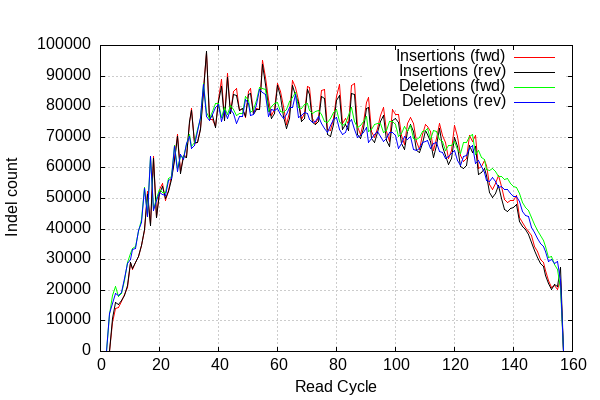 100000
90000
80000
70000
60000
50000
40000
30000
20000
10000
0
Indel count
Insertions (fwd)
Insertions (rev)
Deletions (fwd)
Deletions (rev)
0 20 40 60 80 100 120 140 160
Read Cycle